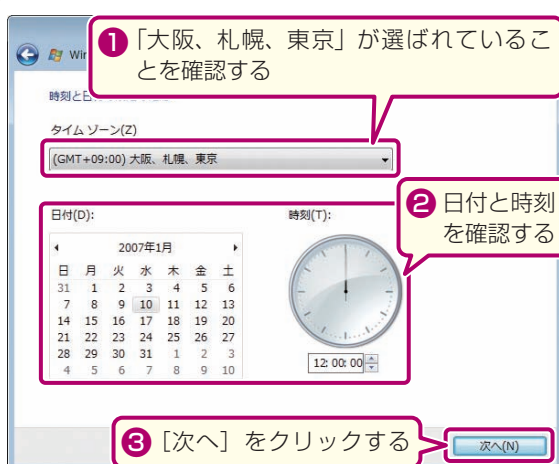 ❶「大阪、札幌、東京」が選ばれているこ
とを確認する
Wi
時刻と
タイム ゾーン(Z)
(GMT+09:00) 大阪、札幌、東京
日付(D):
時刻(T):
❷ 日付と時刻
を確認する
2007年1月
日 月 火 水 木 金 土
31 1 2 3 4 5 6
7 8 9 10 11 12 13
14 15 16 17 18 19 20
21 22 23 24 25 26 27
28 29 30 31 1 2 3
4 5 6 7 8 9 10
12:00:00
❸［次へ］をクリックする
次へ(N)